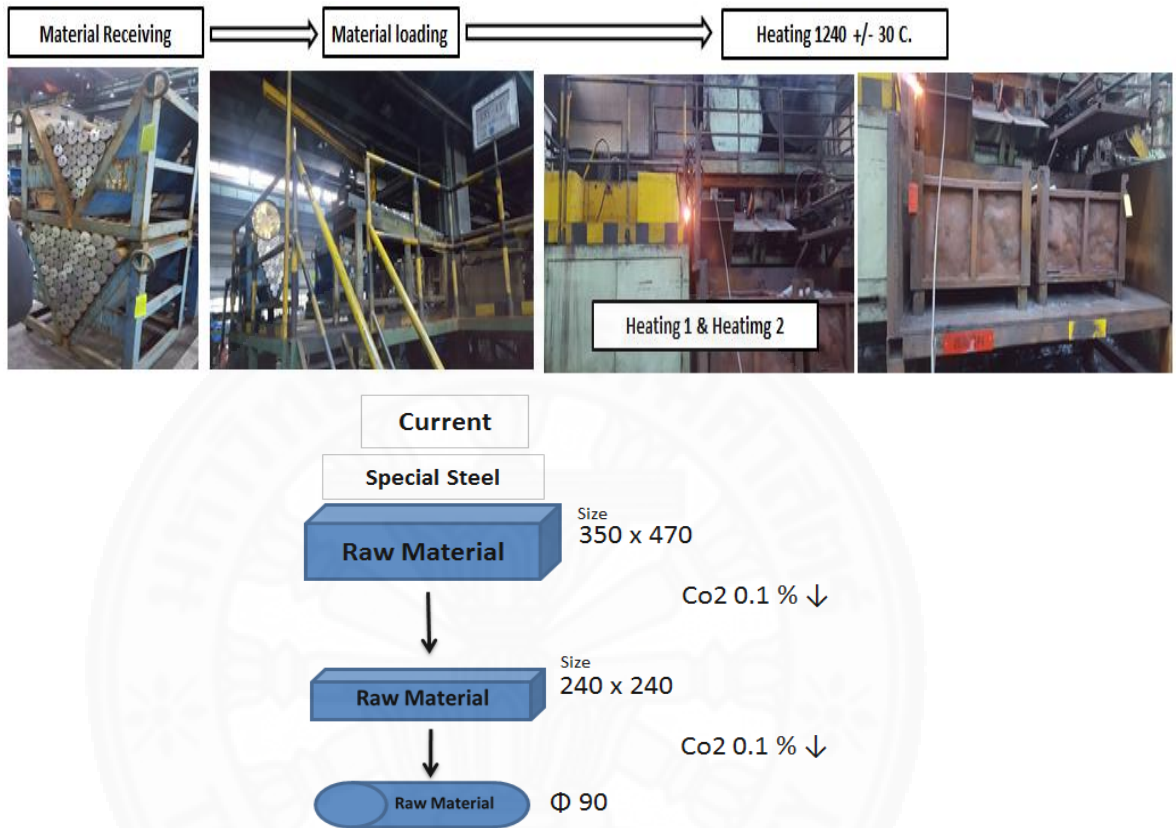 Material Receiving
Material loading
Heating 1240 +/- 30 C.
Heating 1 & Heatimg 2
Current
Special Steel
Raw Material
Size
350 x 470
Co2 0.1 % ↓
Raw Material
Size
240 x 240
Co2 0.1 % ↓
Raw Material
Φ 90